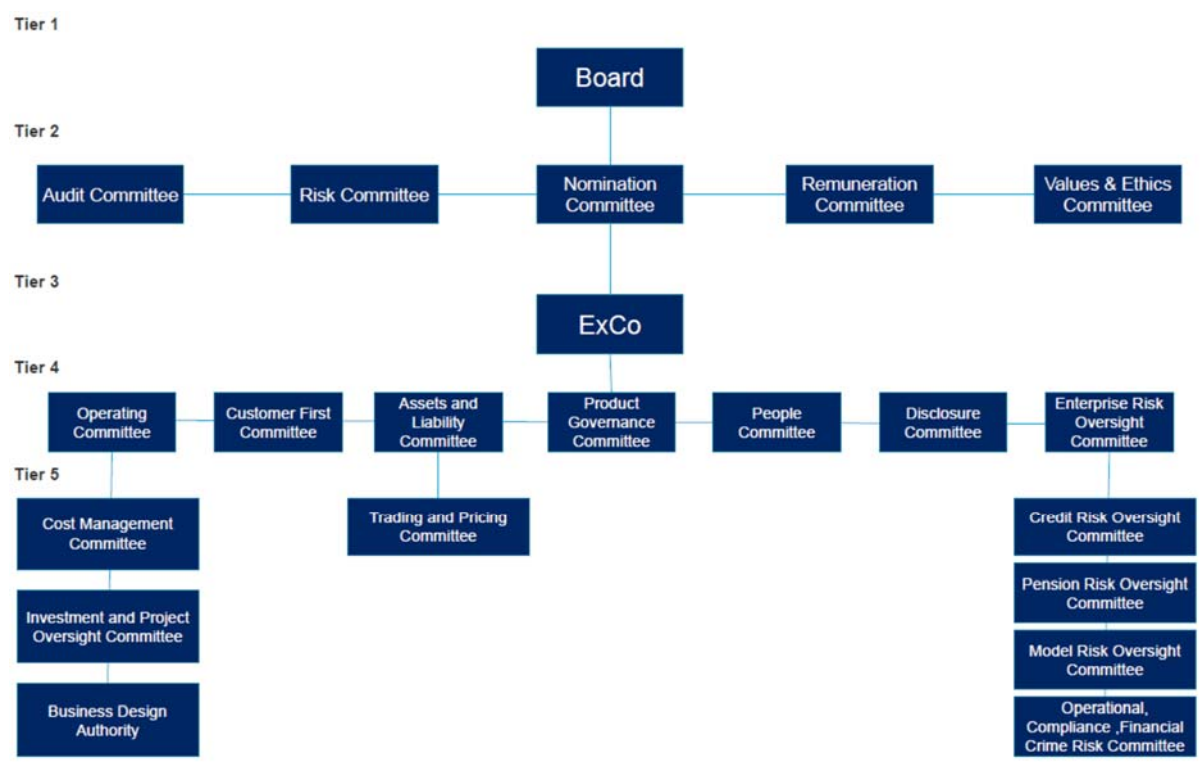 Tier 1
Board
Tier 2
Audit Committee
Risk Committee
Nomination
Committee
Remuneration
Committee
Values & Ethics
Committee
Tier 3
ExCo
Tier 4
Operating
Committee
Customer First
Committee
Assets and
Liability
Committee
Product
Governance
Committee
People
Committee
Disclosure
Committee
Enterprise Risk
Oversight
Committee
Tier 5
Cost Management
Committee
Investment and Project
Oversight Committee
Business Design
Authority
Trading and Pricing
Committee
Credit Risk Oversight
Committee
Pension Risk Oversight
Committee
Model Risk Oversight
Committee
Operational,
Compliance ,Financial
Crime Risk Committee